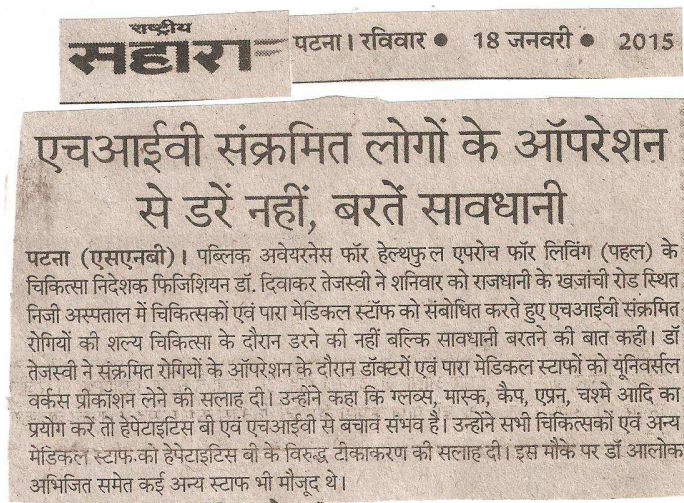 राष्ट्रीय
सहारा
पटना। रविवार ● 18 जनवरी ● 2015
एचआईवी संक्रमित लोगों के ऑपरेशन
से डरें नहीं, बरतें सावधानी
पटना (एसएनबी)। पब्लिक अवेयरनेस फॉर हेल्थफुल एपरोच फॉर लिविंग (पहल) के
चिकित्सा निदेशक फिजिशियन डॉ. दिवाकर तेजस्वी ने शनिवार को राजधानी के खजांची रोड स्थित
निजी अस्पताल में चिकित्सकों एवं पारा मेडिकल स्टॉफ को संबोधित करते हुए एचआईवी संक्रमित
रोगियों की शल्य चिकित्सा के दौरान डरने की नहीं बल्कि सावधानी बरतने की बात कही। डॉ
तेजस्वी ने संक्रमित रोगियों के ऑपरेशन के दौरान डॉक्टरों एवं पारा मेडिकल स्टाफों को यूनिवर्सल
वर्कस प्रीकॉशन लेने की सलाह दी। उन्होंने कहा कि ग्लव्स, मास्क, कैप, एप्रन, चश्मे आदि का
प्रयोग करें तो हेपेटाइटिस बी एवं एचआईवी से बचाव संभव है। उन्होंने सभी चिकित्सकों एवं अन्य
मेडिकल स्टाफ को हेपेटाइटिस बी के विरुद्ध टीकाकरण की सलाह दी। इस मौके पर डॉ आलोक
अभिजित समेत कई अन्य स्टाफ भी मौजूद थे।